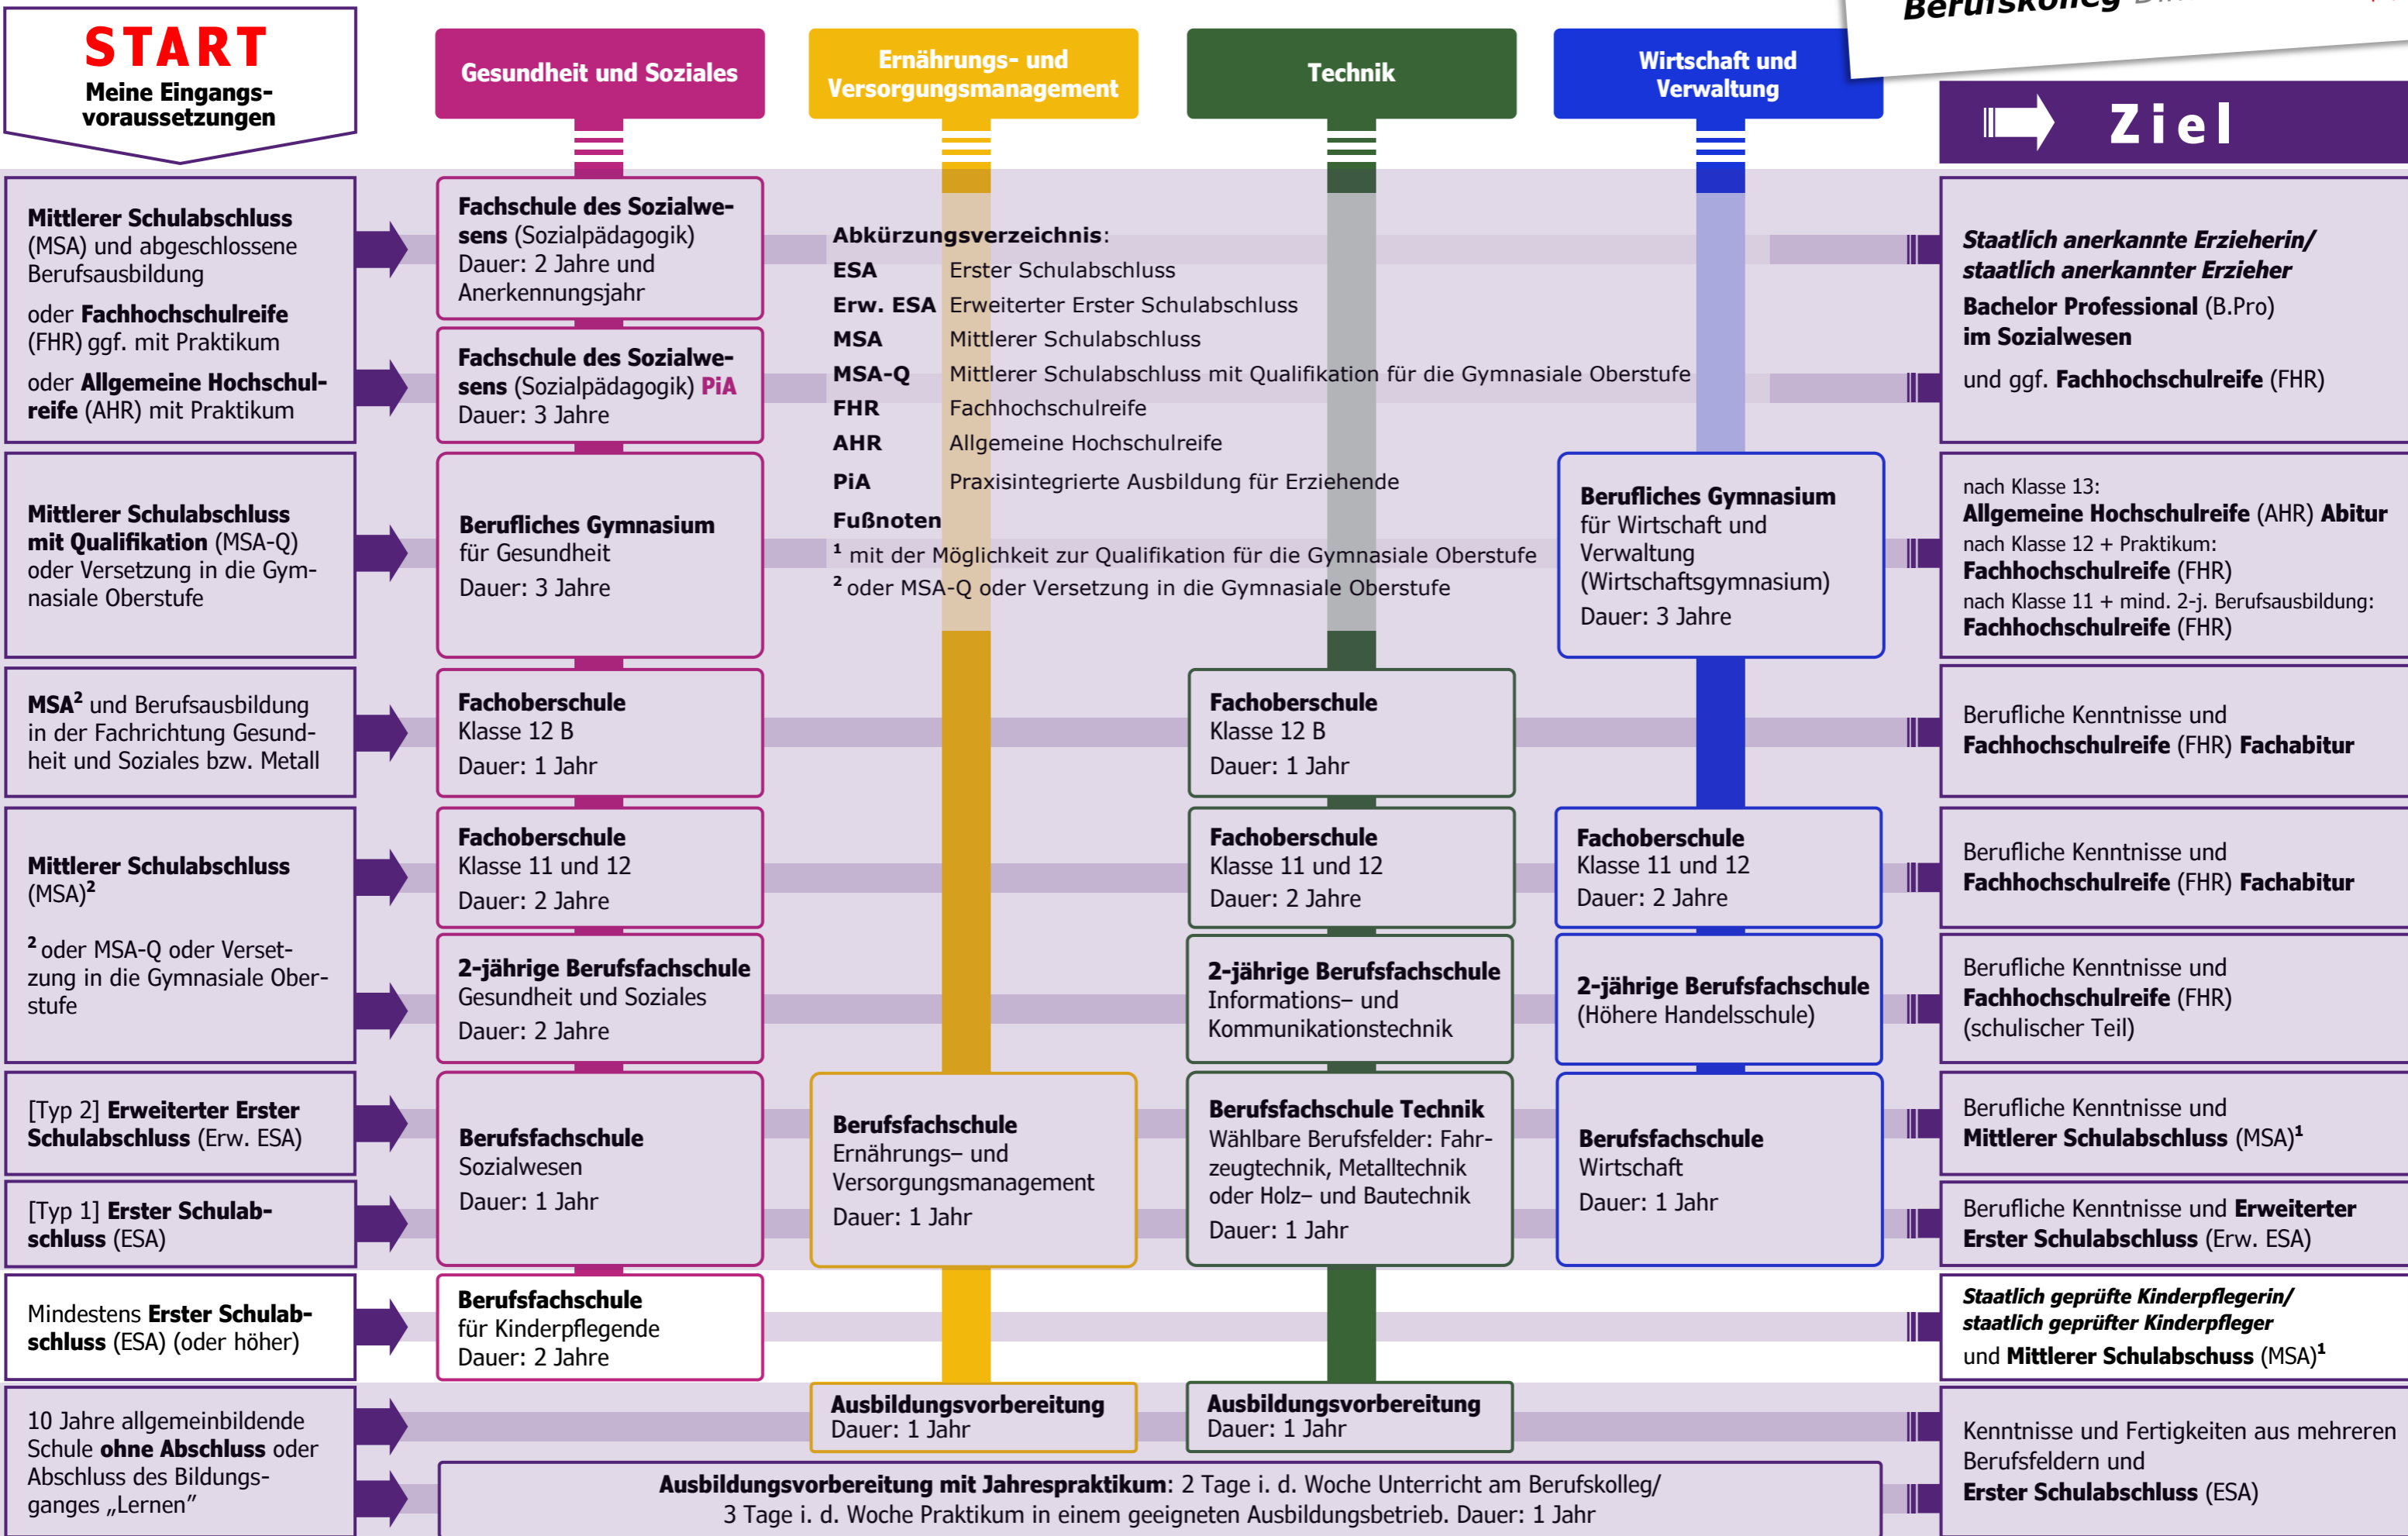 START
Meine Eingangs-
voraussetzungen
Gesundheit und Soziales
Ernährungs- und
Versorgungsmanagement
Technik
Wirtschaft und
Verwaltung
Berufskolleg
Ziel
Mittlerer Schulabschluss
(MSA) und abgeschlossene
Berufsausbildung
oder Fachhochschulreife
(FHR) ggf. mit Praktikum
oder Allgemeine Hochschul-
reife (AHR) mit Praktikum
Fachschule des Sozialwe-
sens (Sozialpädagogik)
Dauer: 2 Jahre und
Anerkennungsjahr
Fachschule des Sozialwe-
sens (Sozialpädagogik) PiA
Dauer: 3 Jahre
Abkürzungsverzeichnis:
ESA Erster Schulabschluss
Erw. ESA Erweiterter Erster Schulabschluss
MSA Mittlerer Schulabschluss
MSA-Q Mittlerer Schulabschluss mit Qualifikation für die Gymnasiale Oberstufe
FHR Fachhochschulreife
AHR Allgemeine Hochschulreife
PiA Praxisintegrierte Ausbildung für Erziehende
Fußnoten
1 mit der Möglichkeit zur Qualifikation für die Gymnasiale Oberstufe
2 oder MSA-Q oder Versetzung in die Gymnasiale Oberstufe
Staatlich anerkannte Erzieherin/
staatlich anerkannter Erzieher
Bachelor Professional (B.Pro)
im Sozialwesen
und ggf. Fachhochschulreife (FHR)
Mittlerer Schulabschluss
mit Qualifikation (MSA-Q)
oder Versetzung in die Gym-
nasiale Oberstufe
Berufliches Gymnasium
für Gesundheit
Dauer: 3 Jahre
Berufliches Gymnasium
für Wirtschaft und
Verwaltung
(Wirtschaftsgymnasium)
Dauer: 3 Jahre
nach Klasse 13:
Allgemeine Hochschulreife (AHR) Abitur
nach Klasse 12 + Praktikum:
Fachhochschulreife (FHR)
nach Klasse 11 + mind. 2-j. Berufsausbildung:
Fachhochschulreife (FHR)
MSA2 und Berufsausbildung
in der Fachrichtung Gesund-
heit und Soziales bzw. Metall
Fachoberschule
Klasse 12 B
Dauer: 1 Jahr
Fachoberschule
Klasse 12 B
Dauer: 1 Jahr
Berufliche Kenntnisse und
Fachhochschulreife (FHR) Fachabitur
Mittlerer Schulabschluss
(MSA)2
2 oder MSA-Q oder Verset-
zung in die Gymnasiale Ober-
stufe
Fachoberschule
Klasse 11 und 12
Dauer: 2 Jahre
Fachoberschule
Klasse 11 und 12
Dauer: 2 Jahre
Fachoberschule
Klasse 11 und 12
Dauer: 2 Jahre
Berufliche Kenntnisse und
Fachhochschulreife (FHR) Fachabitur
2-jährige Berufsfachschule
Gesundheit und Soziales
Dauer: 2 Jahre
2-jährige Berufsfachschule
Informations– und
Kommunikationstechnik
2-jährige Berufsfachschule
(Höhere Handelsschule)
Berufliche Kenntnisse und
Fachhochschulreife (FHR)
(schulischer Teil)
[Typ 2] Erweiterter Erster
Schulabschluss (Erw. ESA)
[Typ 1] Erster Schulab-
schluss (ESA)
Berufsfachschule
Sozialwesen
Dauer: 1 Jahr
Berufsfachschule
Ernährungs– und
Versorgungsmanagement
Dauer: 1 Jahr
Berufsfachschule Technik
Wählbare Berufsfelder: Fahr-
zeugtechnik, Metalltechnik
oder Holz– und Bautechnik
Dauer: 1 Jahr
Berufsfachschule
Wirtschaft
Dauer: 1 Jahr
Berufliche Kenntnisse und
Mittlerer Schulabschluss (MSA)1
Berufliche Kenntnisse und Erweiterter
Erster Schulabschluss (Erw. ESA)
Mindestens Erster Schulab-
schluss (ESA) (oder höher)
Berufsfachschule
für Kinderpflegende
Dauer: 2 Jahre
Staatlich geprüfte Kinderpflegerin/
staatlich geprüfter Kinderpfleger
und Mittlerer Schulabschuss (MSA)1
10 Jahre allgemeinbildende
Schule ohne Abschluss oder
Abschluss des Bildungs-
ganges „Lernen”
Ausbildungsvorbereitung
Dauer: 1 Jahr
Ausbildungsvorbereitung
Dauer: 1 Jahr
Ausbildungsvorbereitung mit Jahrespraktikum: 2 Tage i. d. Woche Unterricht am Berufskolleg/
3 Tage i. d. Woche Praktikum in einem geeigneten Ausbildungsbetrieb. Dauer: 1 Jahr
Kenntnisse und Fertigkeiten aus mehreren
Berufsfeldern und
Erster Schulabschluss (ESA)